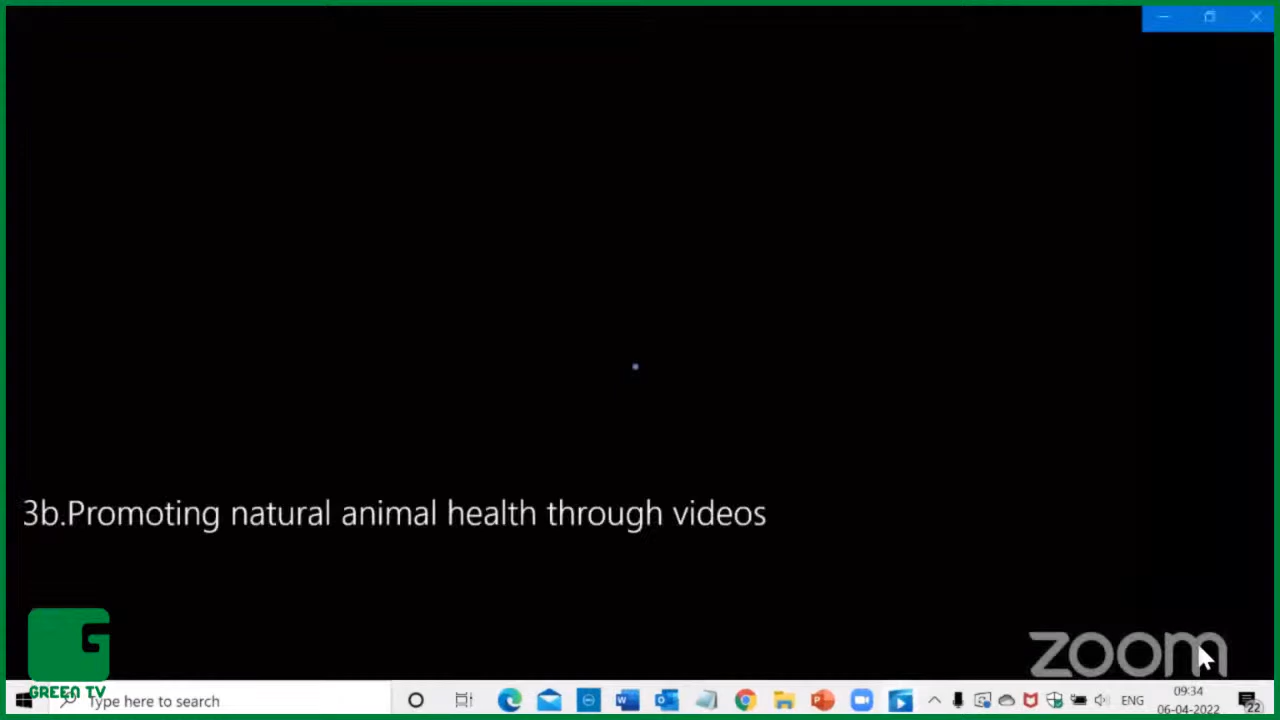 3b.Promoting natural animal health through videos
zoom
GREEN TV
Type here to search
ENG
09:34
06-04-2022
22